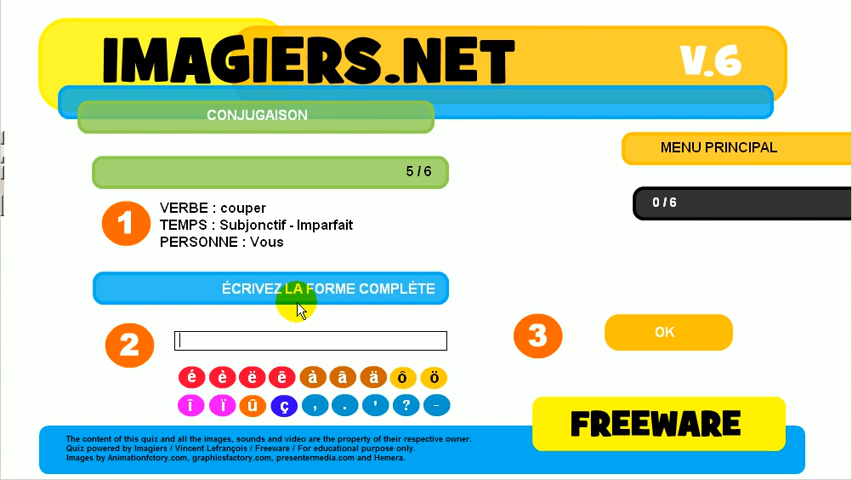 IMAGIERS.NET
V.6
CONJUGAISON
MENU PRINCIPAL
5 / 6
0 / 6
1
VERBE : couper
TEMPS : Subjonctif - Imparfait
PERSONNE : Vous
ÉCRIVEZ LA FORME COMPLÈTE
2
3
OK
é è ë ê à â ä ô ö
î ï û ç , . ' ? -
FREEWARE
The content of this quiz and all the images, sounds and video are the property of their respective owner.
Quiz powered by Imagiers / Vincent Lefrançois / Freeware / For educational purpose only.
Images by Animationfctory.com, graphicsfactory.com, presentermedia.com and Hemera.